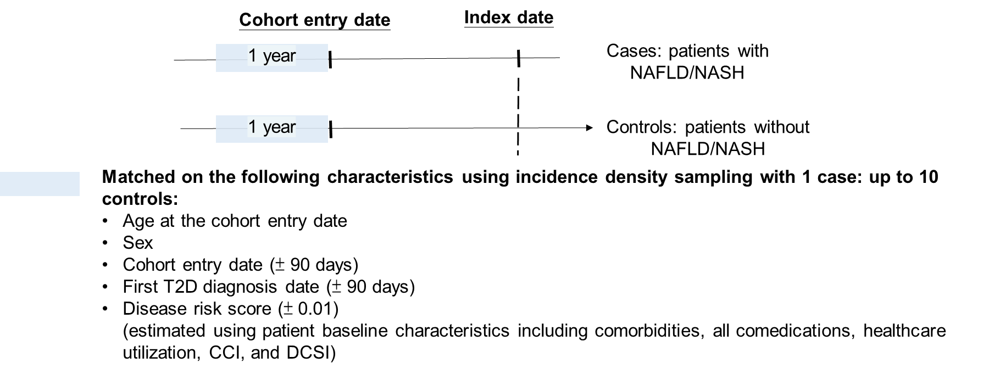 Cohort entry date
Index date
1 year
Cases: patients with
NAFLD/NASH
1 year
Controls: patients without
NAFLD/NASH
Matched on the following characteristics using incidence density sampling with 1 case: up to 10
controls:
• Age at the cohort entry date
• Sex
• Cohort entry date (± 90 days)
• First T2D diagnosis date (± 90 days)
• Disease risk score (± 0.01)
(estimated using patient baseline characteristics including comorbidities, all comedications, healthcare
utilization, CCI, and DCSI)